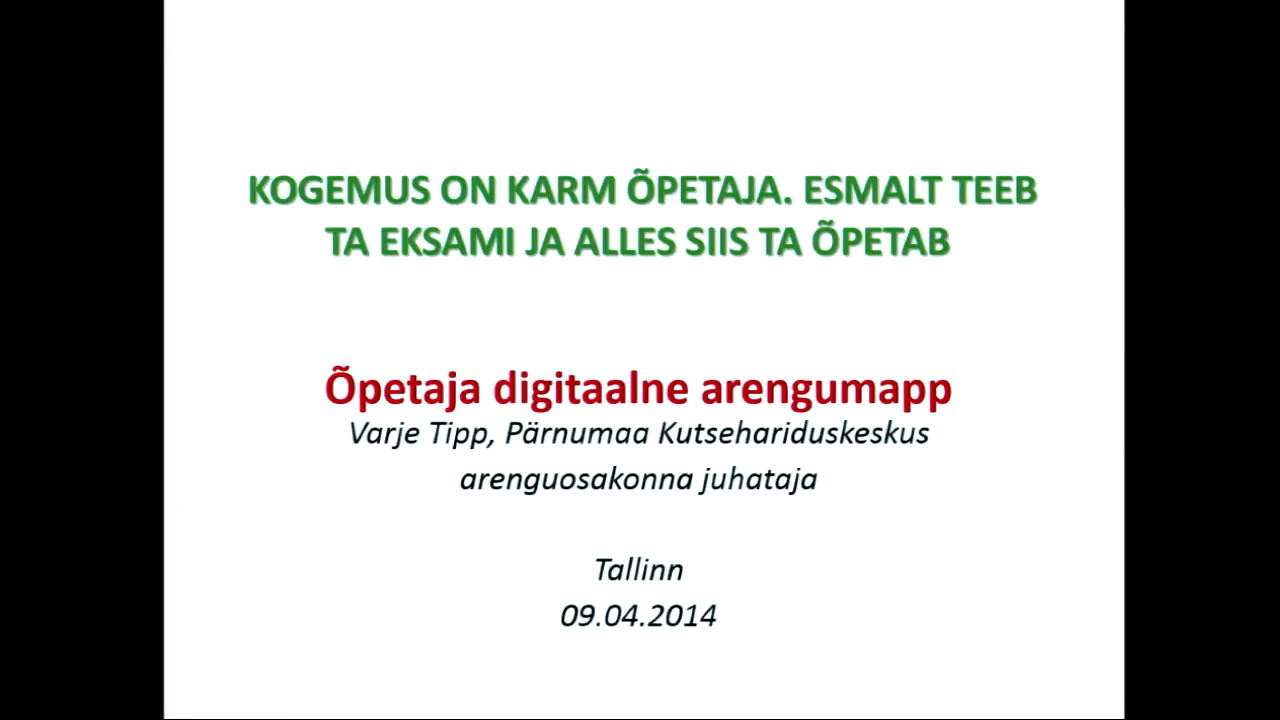 KOGEMUS ON KARM ÕPETAJA. ESMALT TEEB
TA EKSAMI JA ALLES SIIS TA ÕPETAB
Õpetaja digitaalne arengumapp
Varje Tipp, Pärnumaa Kutsehariduskeskus
arenguosakonna juhataja
Tallinn
09.04.2014